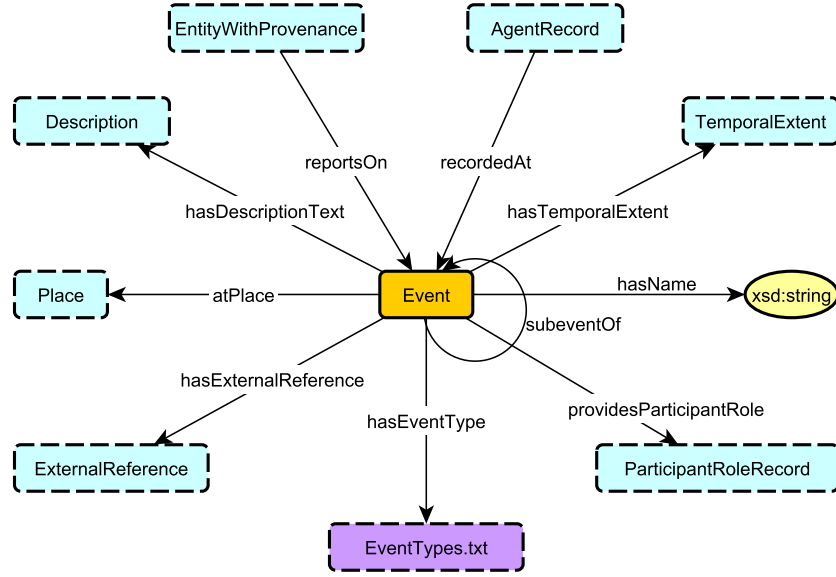 EntityWithProvenance
AgentRecord
Description
TemporalExtent
reportsOn
recordedAt
hasDescriptionText
hasTemporalExtent
Place
atPlace
Event
hasName
xsd:string
subeventOf
hasExternalReference
hasEventType
providesParticipantRole
ExternalReference
ParticipantRoleRecord
EventTypes.txt